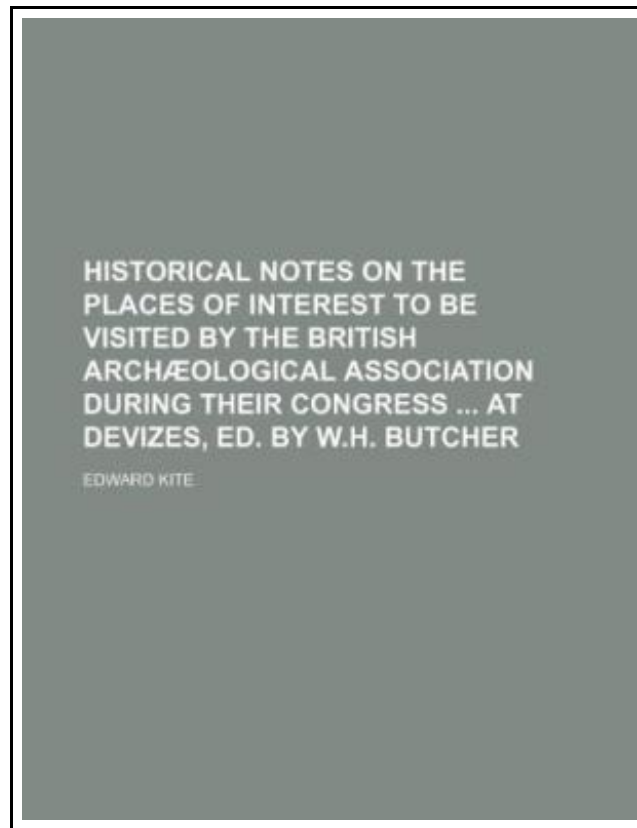 HISTORICAL NOTES ON THE
PLACES OF INTEREST TO BE
VISITED BY THE BRITISH
ARCHÆOLOGICAL ASSOCIATION
DURING THEIR CONGRESS ... AT
DEVIZES, ED. BY W.H. BUTCHER
EDWARD KITE